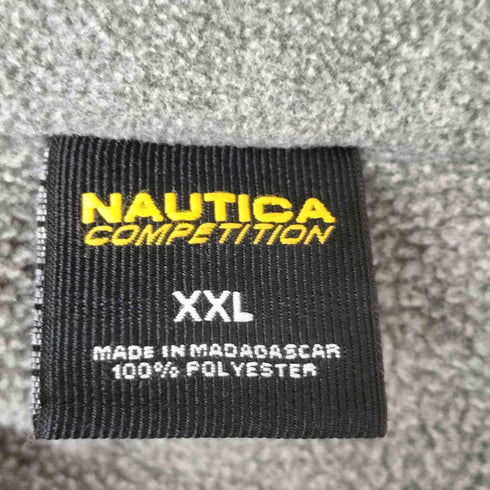 NAUTICA
COMPETITION
XXL
MADE IN MADAGASCAR
100% POLYESTER